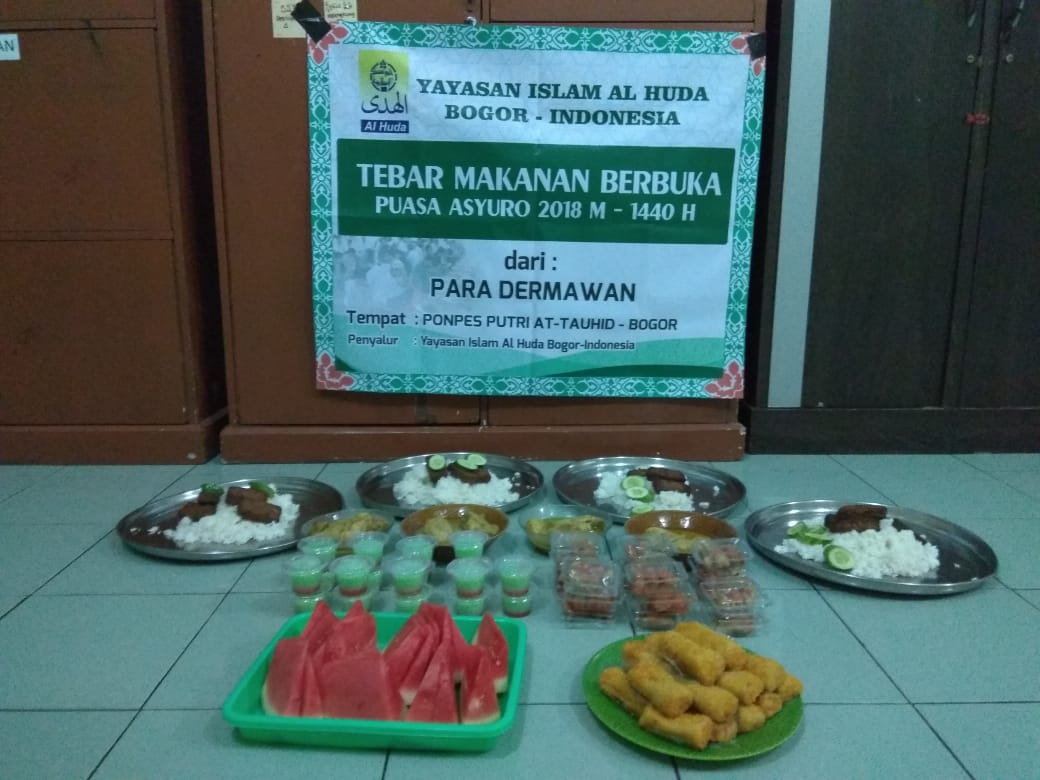 AN
الهدى
Al Huda
YAYASAN ISLAM AL HUDA
BOGOR - INDONESIA
TEBAR MAKANAN BERBUKA
PUASA ASYURO 2018 M - 1440 H
dari :
PARA DERMAWAN
Tempat : PONPES PUTRI AT-TAUHID - BOGOR
Penyalur : Yayasan Islam Al Huda Bogor-Indonesia